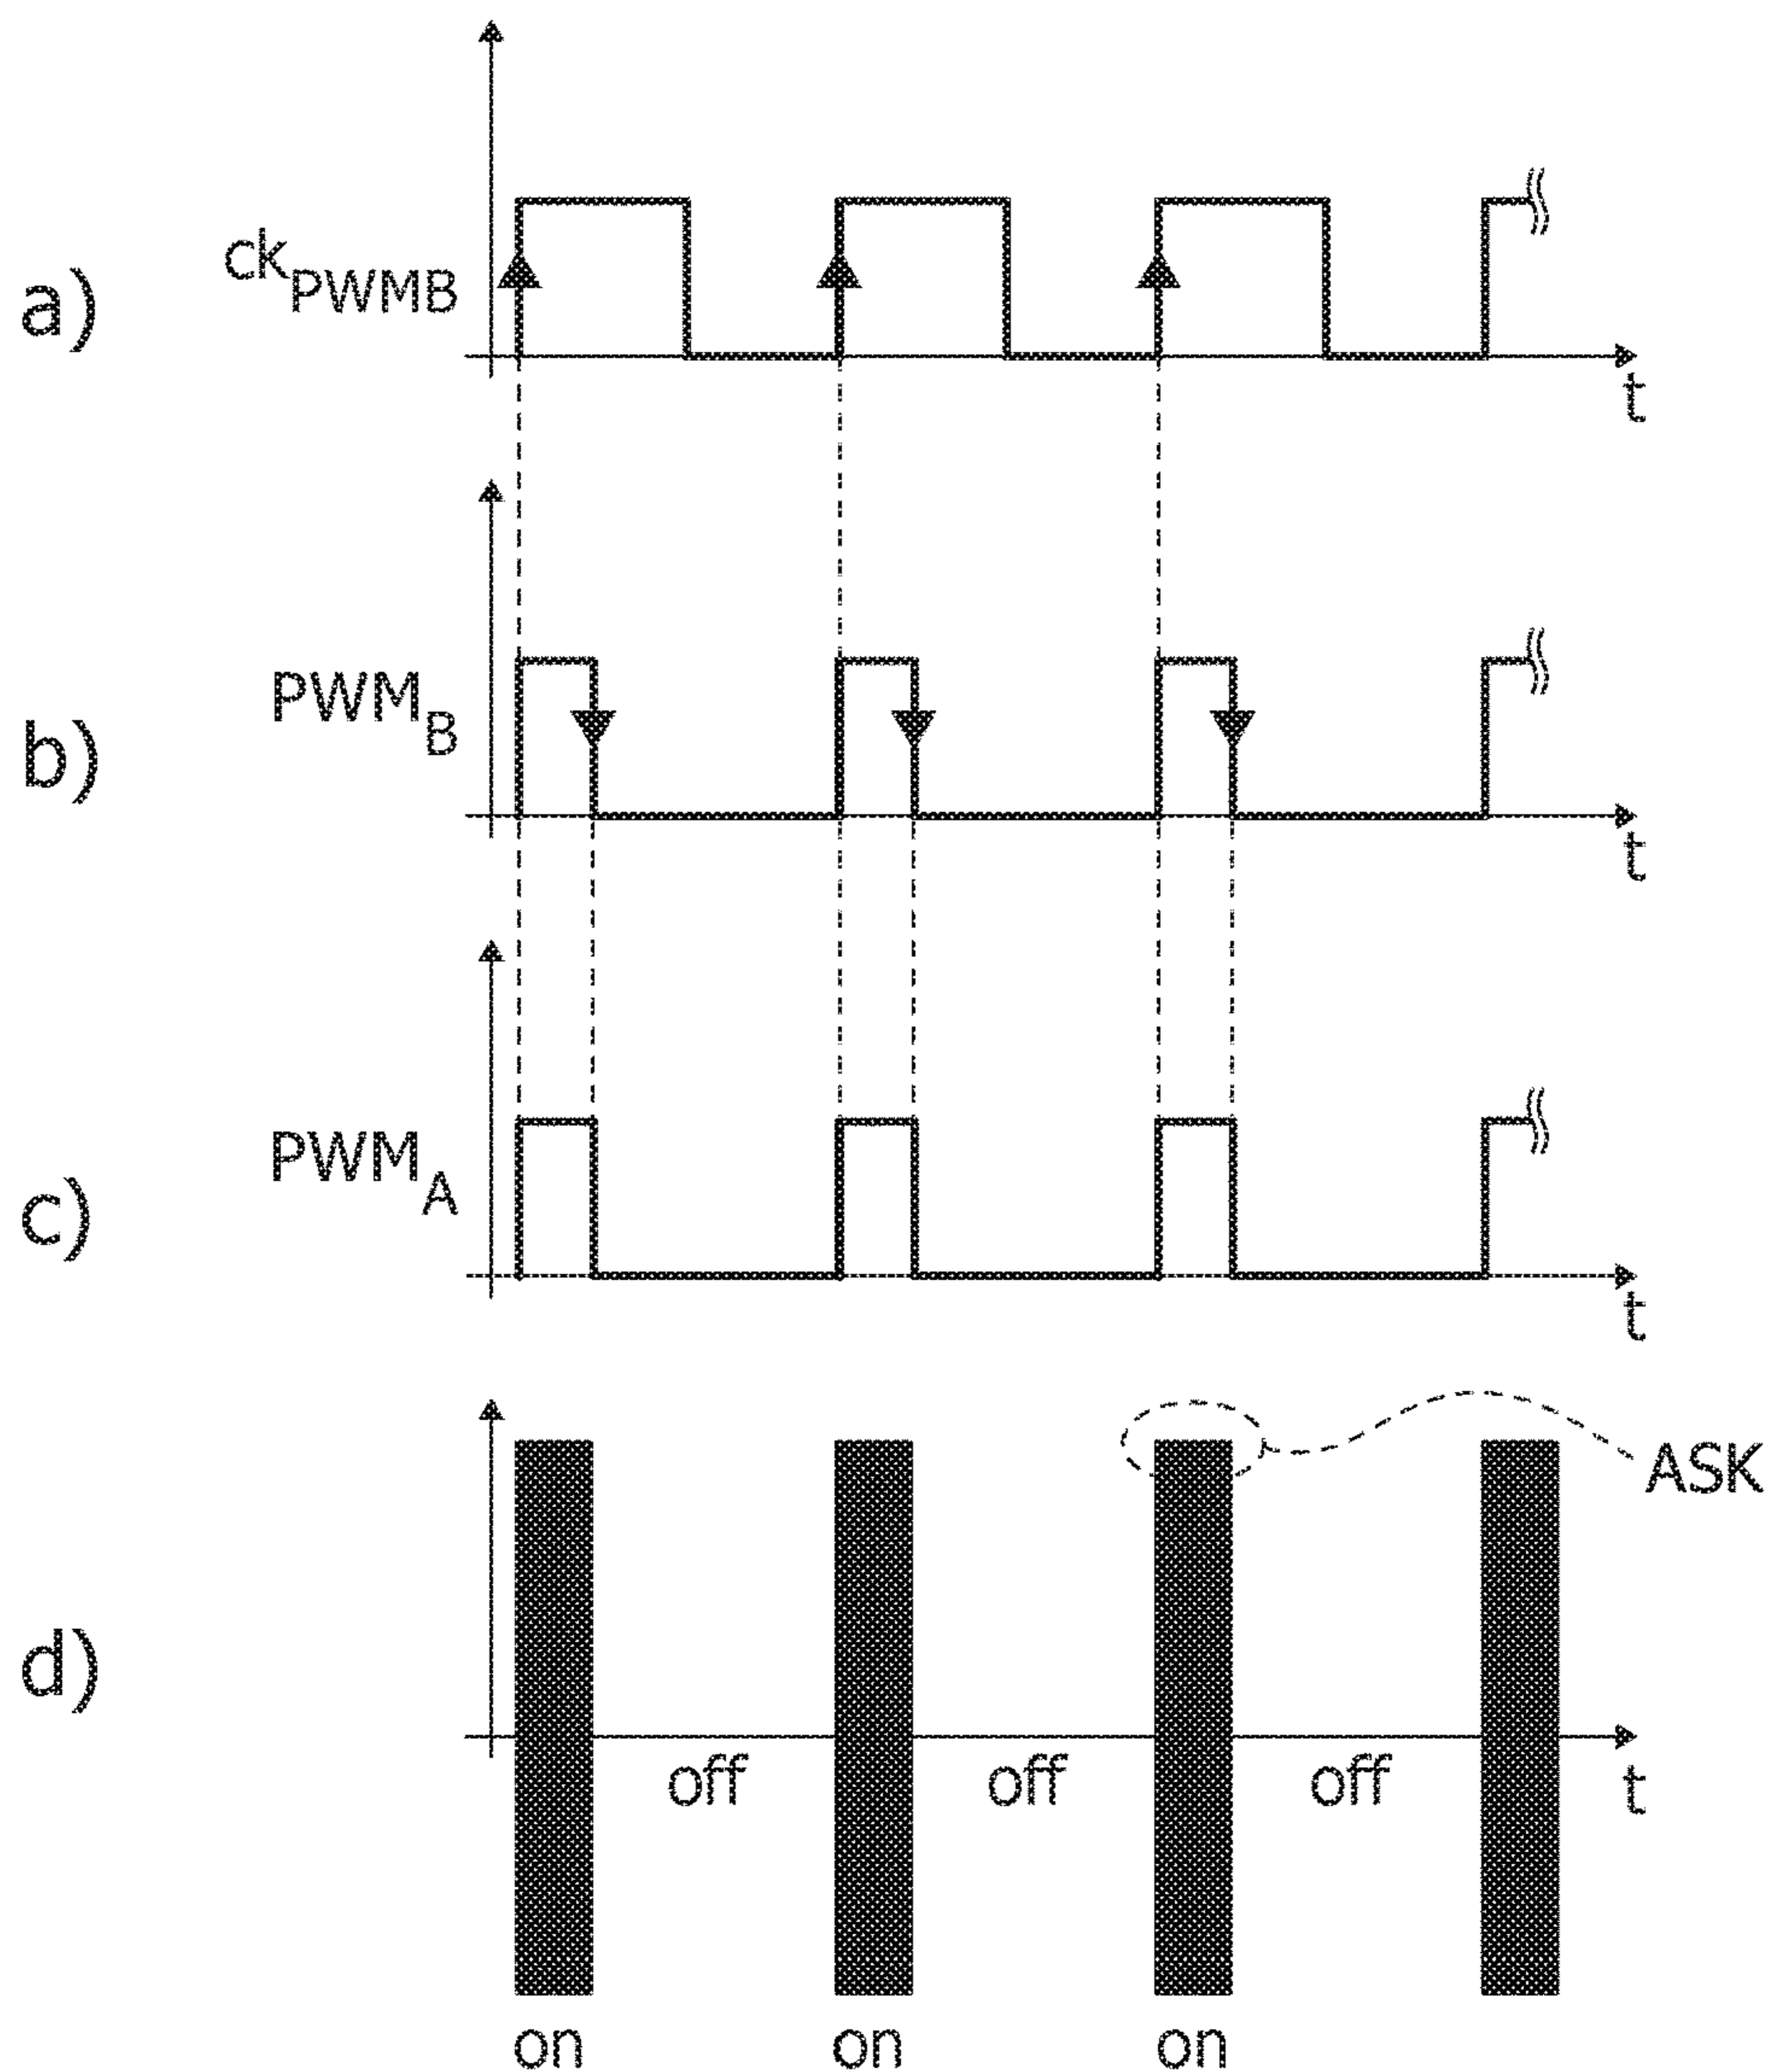 a)
ckPWMB
t
b)
PWMB
t
c)
PWMA
t
d)
ASK
off off off
t
on on on